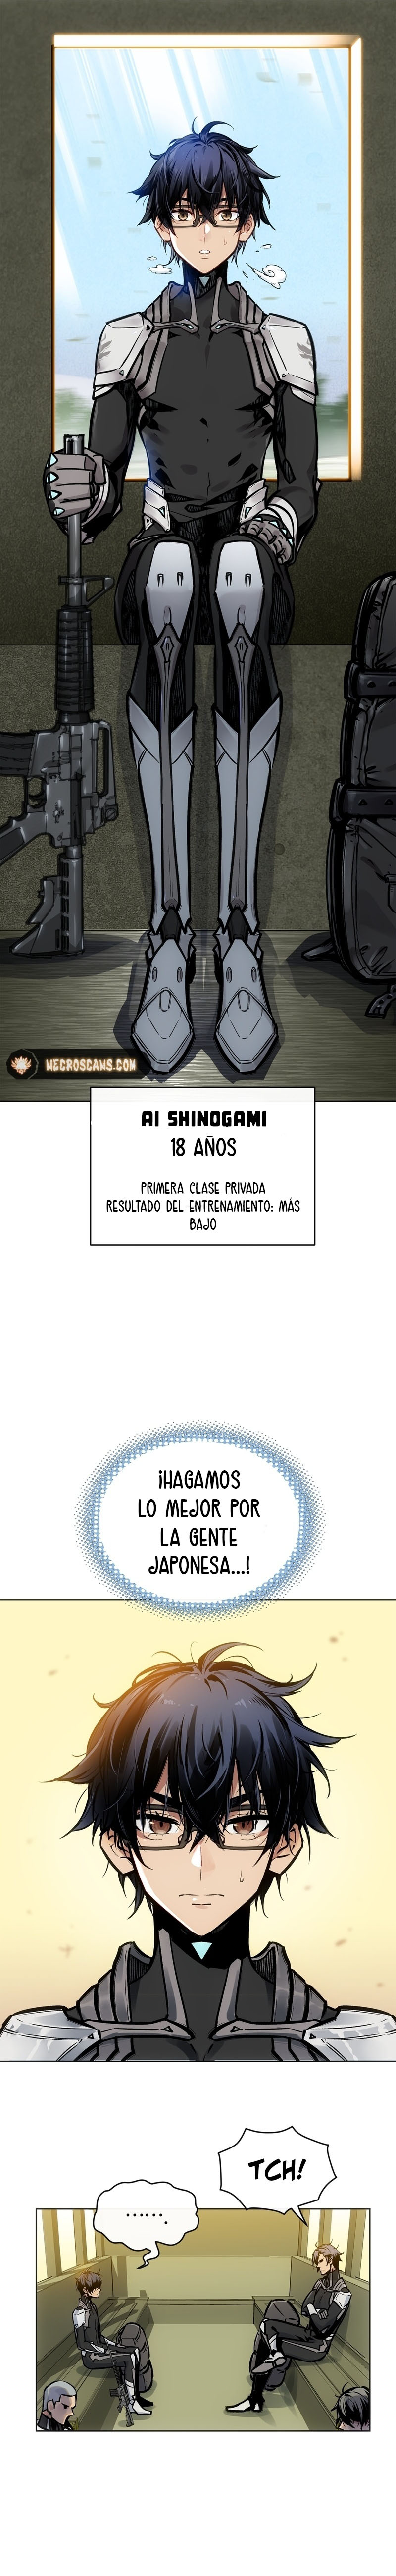 NECROSCANS.COM
AI SHINOGAMI
18 AÑOS
PRIMERA CLASE PRIVADA
RESULTADO DEL ENTRENAMIENTO: MÁS
BAJO
¡HAGAMOS
LO MEJOR POR
LA GENTE
JAPONESA...!
TCH!
......